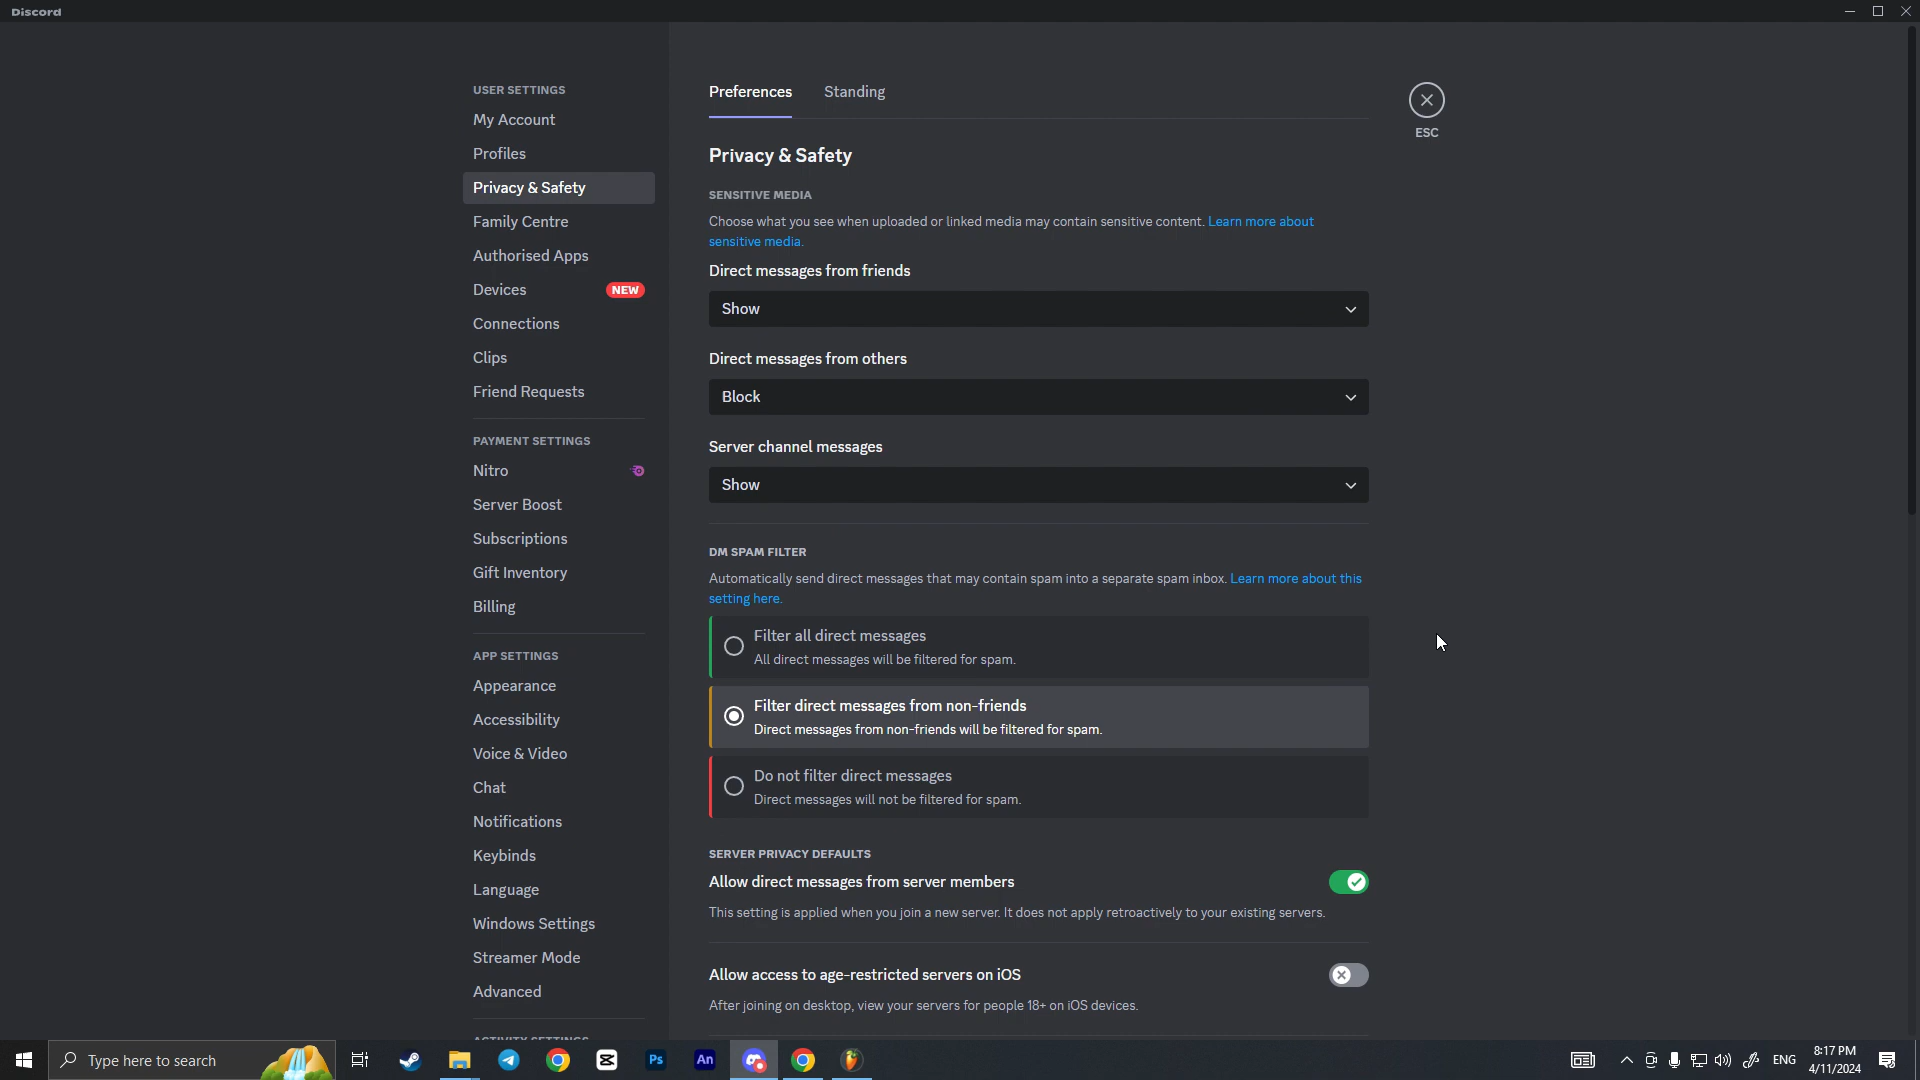 Discord
USER SETTINGS
My Account
Profiles
Privacy & Safety
Family Centre
Authorised Apps
Devices NEW
Connections
Clips
Friend Requests
PAYMENT SETTINGS
Nitro
Server Boost
Subscriptions
Gift Inventory
Billing
APP SETTINGS
Appearance
Accessibility
Voice & Video
Chat
Notifications
Keybinds
Language
Windows Settings
Streamer Mode
Advanced
ACTIVITY SETTINGS
Preferences Standing
ESC
Privacy & Safety
SENSITIVE MEDIA
Choose what you see when uploaded or linked media may contain sensitive content. Learn more about
sensitive media.
Direct messages from friends
Show
Direct messages from others
Block
Server channel messages
Show
DM SPAM FILTER
Automatically send direct messages that may contain spam into a separate spam inbox. Learn more about this
setting here.
Filter all direct messages
All direct messages will be filtered for spam.
Filter direct messages from non-friends
Direct messages from non-friends will be filtered for spam.
Do not filter direct messages
Direct messages will not be filtered for spam.
SERVER PRIVACY DEFAULTS
Allow direct messages from server members
This setting is applied when you join a new server. It does not apply retroactively to your existing servers.
Allow access to age-restricted servers on iOS
After joining on desktop, view your servers for people 18+ on iOS devices.
Type here to search
Ps
An
ENG
8:17 PM
4/11/2024